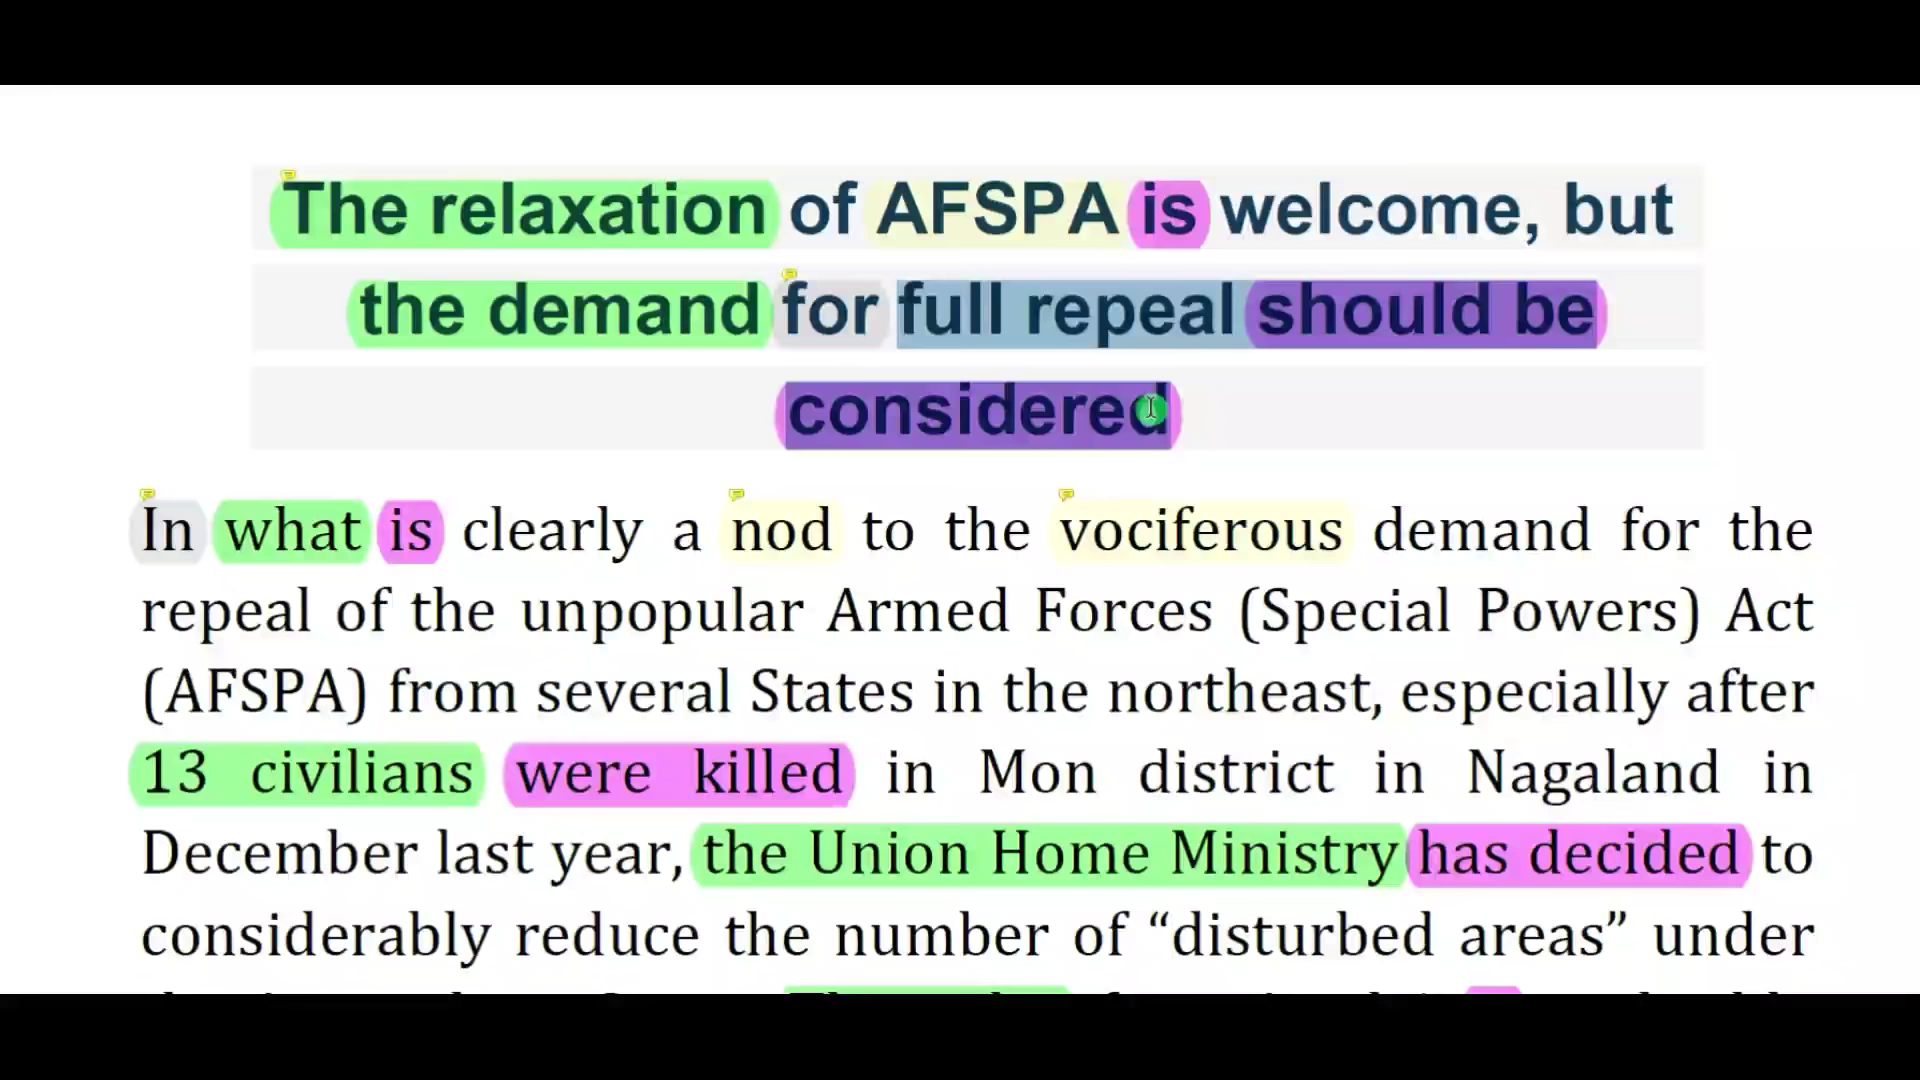 The relaxation of AFSPA is welcome, but
the demand for full repeal should be
considered
In what is clearly a nod to the vociferous demand for the
repeal of the unpopular Armed Forces (Special Powers) Act
(AFSPA) from several States in the northeast, especially after
13 civilians were killed in Mon district in Nagaland in
December last year, the Union Home Ministry has decided to
considerably reduce the number of “disturbed areas” under